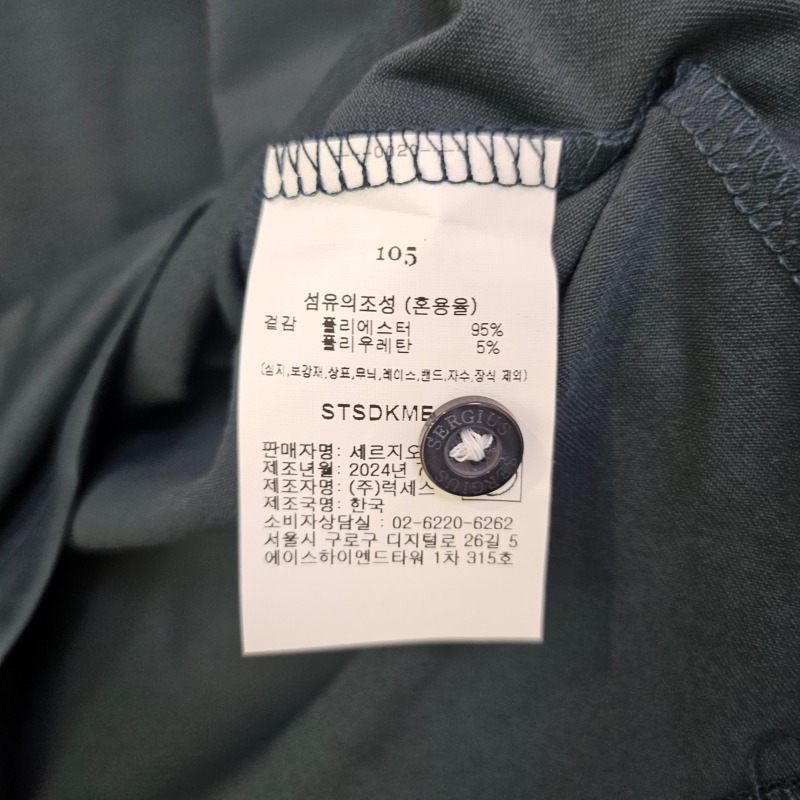 105
섬유의조성 (혼용율)
겉감 폴리에스터 95%
폴리우레탄 5%
(심지,보강재,상표,무늬,레이스,밴드,자수,장식 제외)
STSDKME
SERGIUS
SERGIUS
판매자명: 세르지오
제조년월: 2024년 7
제조자명: (주)럭세스
제조국명: 한국
소비자상담실 : 02-6220-6262
서울시 구로구 디지털로 26길 5
에이스하이엔드타워 1차 315호